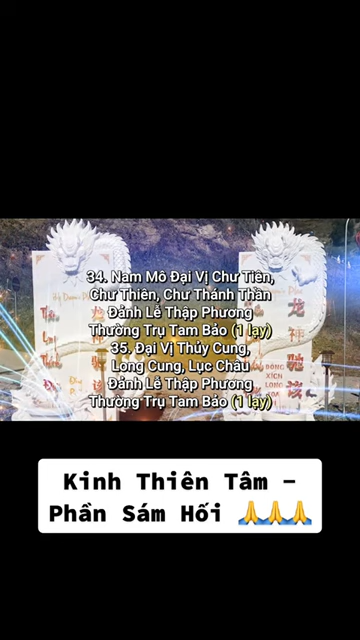 34. Nam Mô Đại Vị Chư Tiên,
Chư Thiên, Chư Thánh Thần
Đảnh Lễ Thập Phương
Thường Trụ Tam Bảo (1 lạy)
35. Đại Vị Thủy Cung,
Long Cung, Lục Châu
Đảnh Lễ Thập Phương
Thường Trụ Tam Bảo (1 lạy)
龙
神
Kinh Thiên Tâm -
Phần Sám Hối 🙏🙏🙏